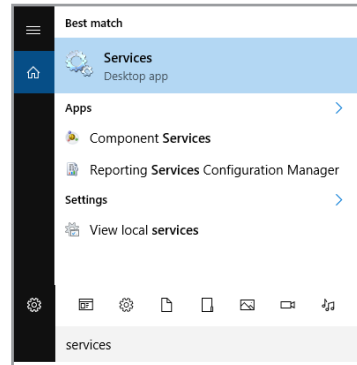 Best match
Services
Desktop app
Apps
Component Services
Reporting Services Configuration Manager
Settings
View local services
services